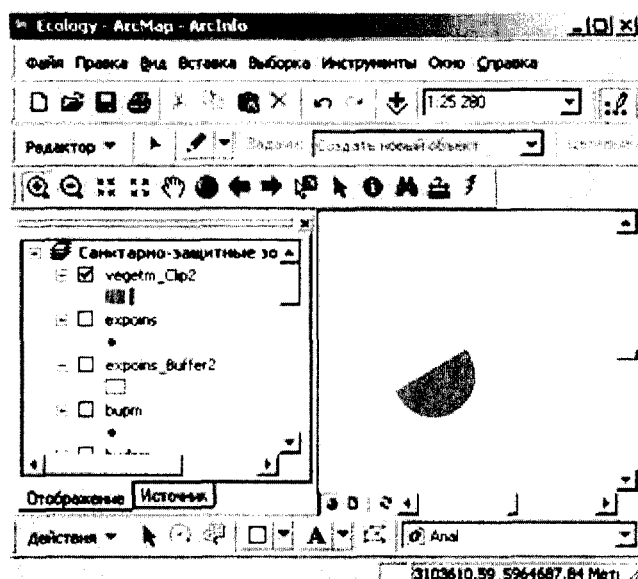 Ecology - ArcMap - ArcInfo
Файл Правка Вид Вставка Выборка Инструменты Окно Справка
1:25 280
Редактор Задача: Создать новый объект
Санитарно-защитные зо
vegetm_Clip2
expoins
expoins_Buffer2
bupm
Отображение Источник
Действия A Arial
3103610,59 5964687,84 Метр